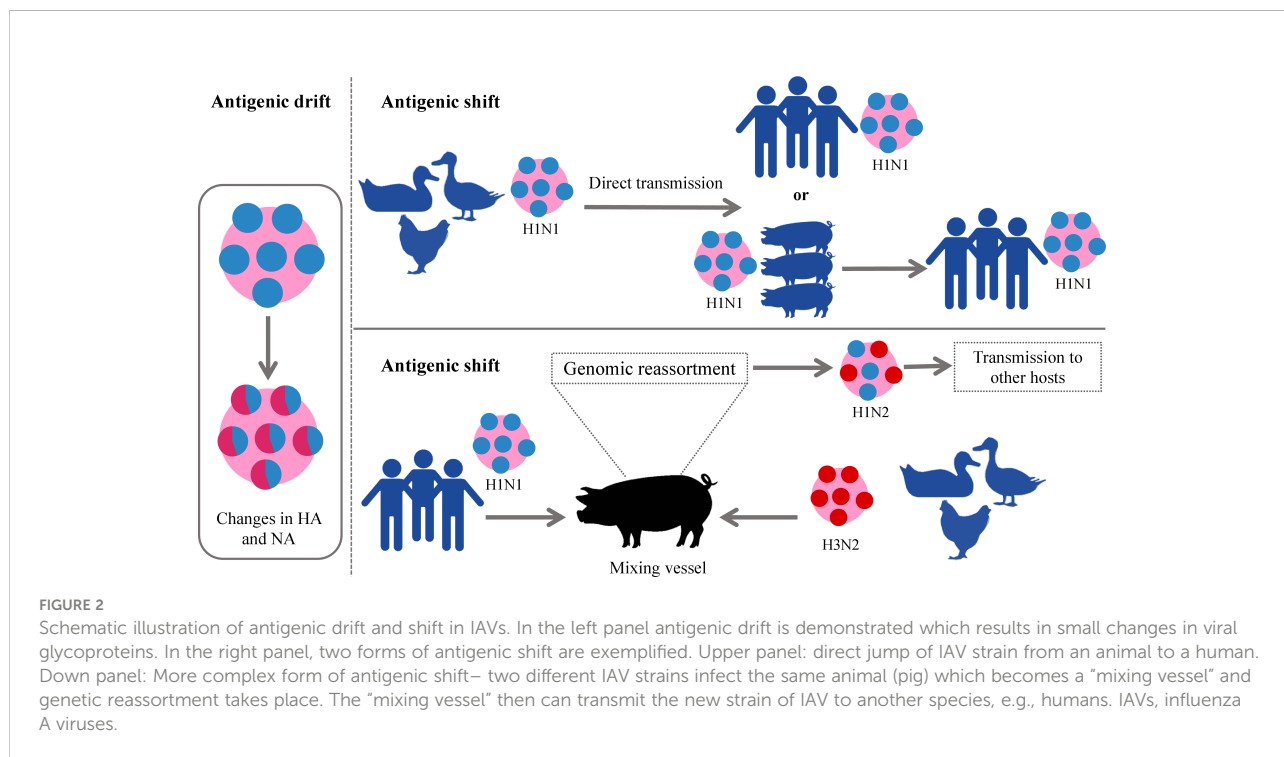 Antigenic drift
Changes in HA
and NA
Antigenic shift
H1N1
Direct transmission
H1N1
or
H1N1
H1N1
Antigenic shift
Genomic reassortment
H1N2
Transmission to
other hosts
H1N1
Mixing vessel
H3N2
FIGURE 2
Schematic illustration of antigenic drift and shift in IAVs. In the left panel antigenic drift is demonstrated which results in small changes in viral
glycoproteins. In the right panel, two forms of antigenic shift are exemplified. Upper panel: direct jump of IAV strain from an animal to a human.
Down panel: More complex form of antigenic shift– two different IAV strains infect the same animal (pig) which becomes a “mixing vessel” and
genetic reassortment takes place. The “mixing vessel” then can transmit the new strain of IAV to another species, e.g., humans. IAVs, influenza
A viruses.